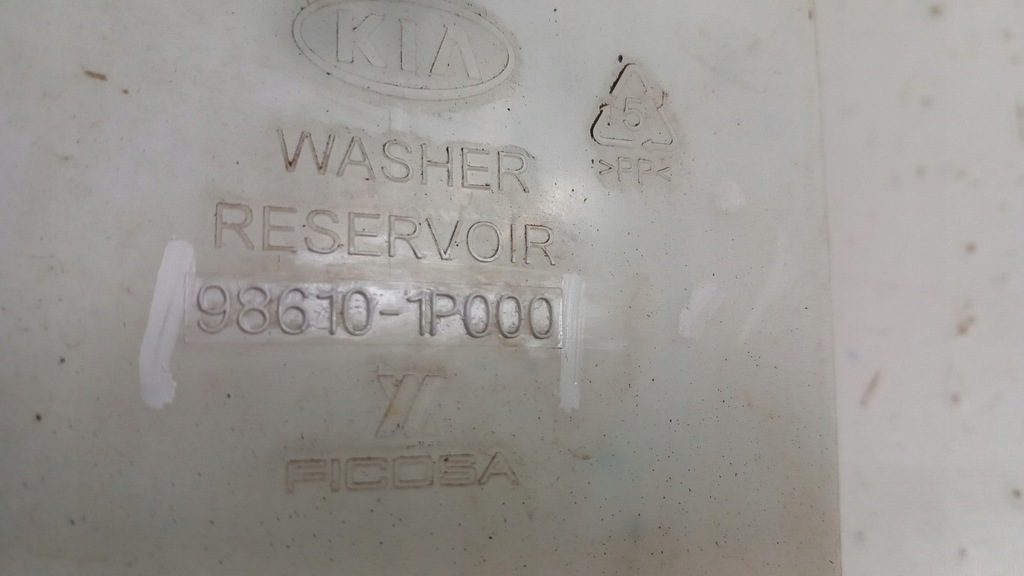 KIA
5
>PP<
WASHER
RESERVOIR
98610-1P000
FICOSA